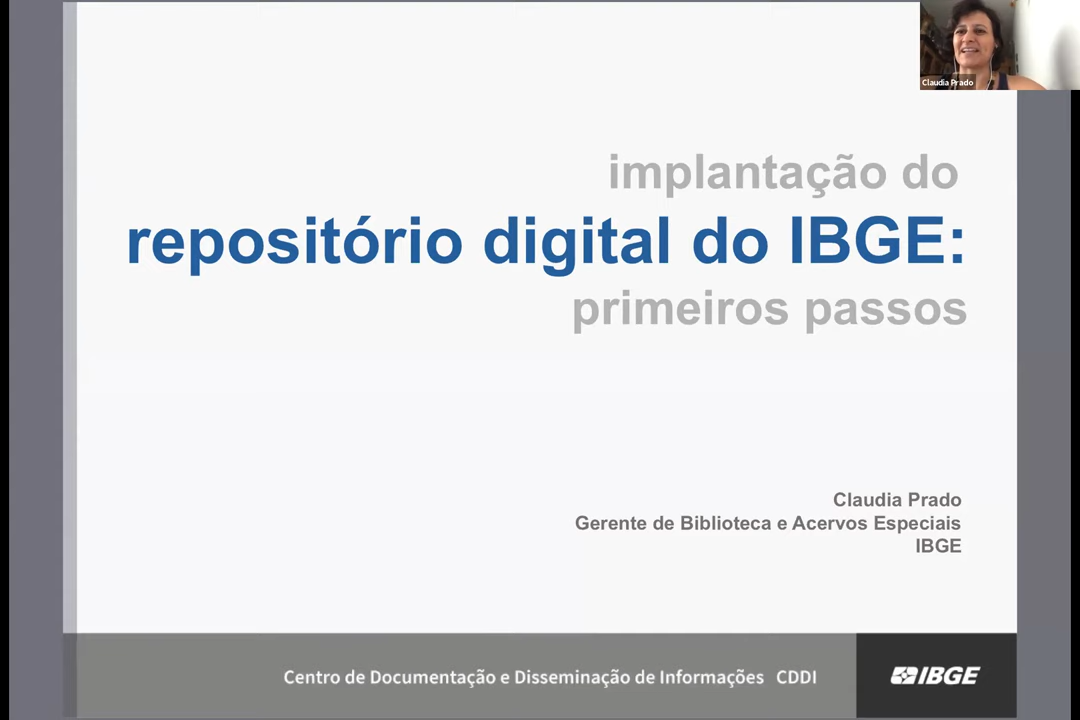 Claudia Prado
implantação do
repositório digital do IBGE:
primeiros passos
Claudia Prado
Gerente de Biblioteca e Acervos Especiais
IBGE
Centro de Documentação e Disseminação de Informações CDDI
IBGE